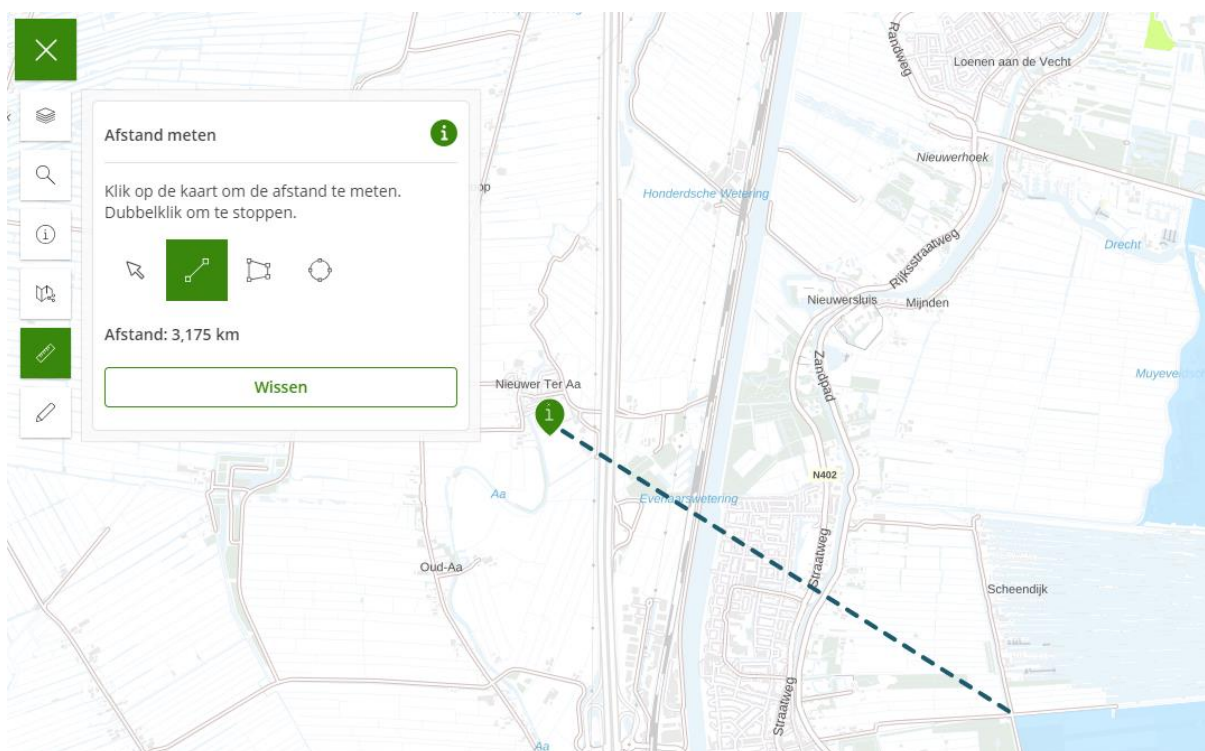 Afstand meten
Klik op de kaart om de afstand te meten.
Dubbelklik om te stoppen.
Afstand: 3,175 km
Wissen
Randweg
Loenen aan de Vecht
Nieuwerhoek
op
Honderdsche Wetering
Rijksstraatweg
Drecht
Nieuwersluis
Mijnden
Zandpad
Muyeveldsch
Nieuwer Ter Aa
N402
Aa
Evenaarswetering
Straatweg
Oud-Aa
Scheendijk
Straatweg
Aa